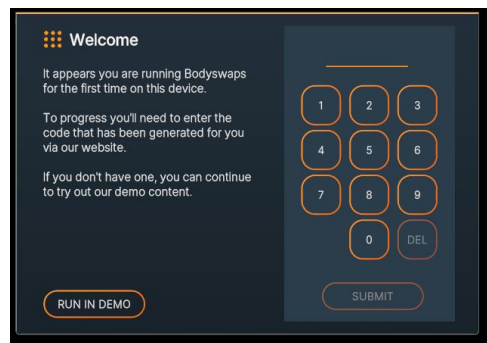 Welcome
It appears you are running Bodyswaps
for the first time on this device.
To progress you'll need to enter the
code that has been generated for you
via our website.
If you don't have one, you can continue
to try out our demo content.
RUN IN DEMO
1 2 3
4 5 6
7 8 9
0 DEL
SUBMIT